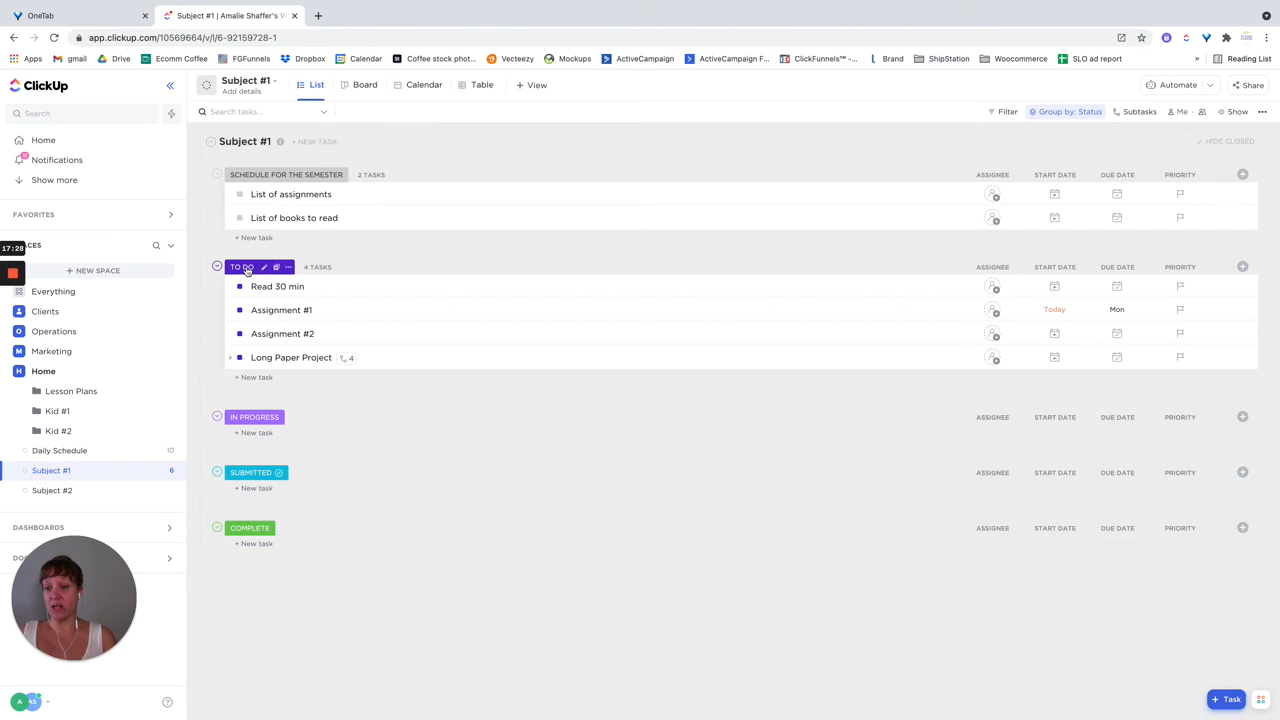 OneTab
Subject #1 | Amalie Shaffer's W
app.clickup.com/10569664/v/l/6-92159728-1
Apps gmail Drive Ecomm Coffee FGFunnels Dropbox Calendar Coffee stock phot... Vecteezy Mockups ActiveCampaign ActiveCampaign F... ClickFunnels™ -... Brand ShipStation Woocommerce SLO ad report » Reading List
ClickUp
Search
Home
Notifications
Show more
FAVORITES
17:28
CES
+ NEW SPACE
Everything
C Clients
O Operations
M Marketing
H Home
Lesson Plans
Kid #1
Kid #2
Daily Schedule 10
Subject #1 6
Subject #2
DASHBOARDS
DO
A AS
Subject #1
Add details
List Board Calendar Table + View
Automate Share
Search tasks...
Filter Group by: Status Subtasks Me Show
Subject #1 + NEW TASK HIDE CLOSED
SCHEDULE FOR THE SEMESTER 2 TASKS ASSIGNEE START DATE DUE DATE PRIORITY
List of assignments
List of books to read
+ New task
TO DO 4 TASKS ASSIGNEE START DATE DUE DATE PRIORITY
Read 30 min
Assignment #1 Today Mon
Assignment #2
Long Paper Project 4
+ New task
IN PROGRESS ASSIGNEE START DATE DUE DATE PRIORITY
+ New task
SUBMITTED ASSIGNEE START DATE DUE DATE PRIORITY
+ New task
COMPLETE ASSIGNEE START DATE DUE DATE PRIORITY
+ New task
+ Task